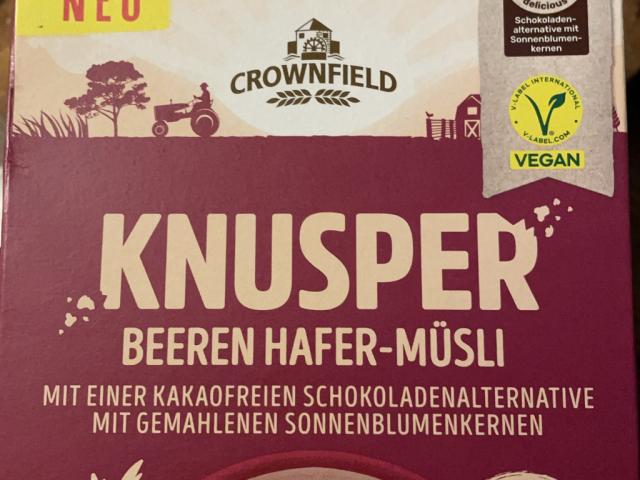 NEU
delicious
Schokoladen-
alternative mit
Sonnenblumen-
kernen
CROWNFIELD
V-LABEL INTERNATIONAL
V-LABEL.COM
VEGAN
KNUSPER
BEEREN HAFER-MÜSLI
MIT EINER KAKAOFREIEN SCHOKOLADENALTERNATIVE
MIT GEMAHLENEN SONNENBLUMENKERNEN